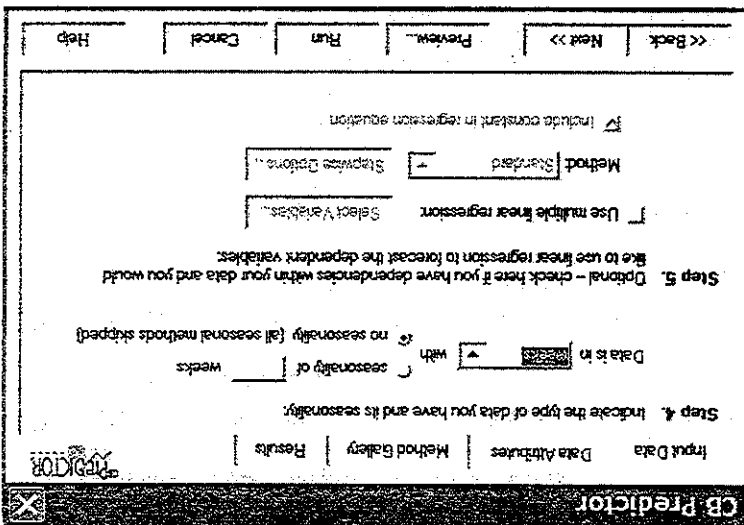 CB Predictor
Input Data Data Attributes Method Gallery Results CB PREDICTOR
Step 4. Indicate the type of data you have and its seasonality:
Data is in weeks with
seasonality of weeks
no seasonality (all seasonal methods skipped)
Step 5. Optional – check here if you have dependencies within your data and you would
like to use linear regression to forecast the dependent variables:
Use multiple linear regression: Select Variables...
Method: Standard Stepwise Options...
Include constant in regression equation
<< Back Next >> Preview... Run Cancel Help